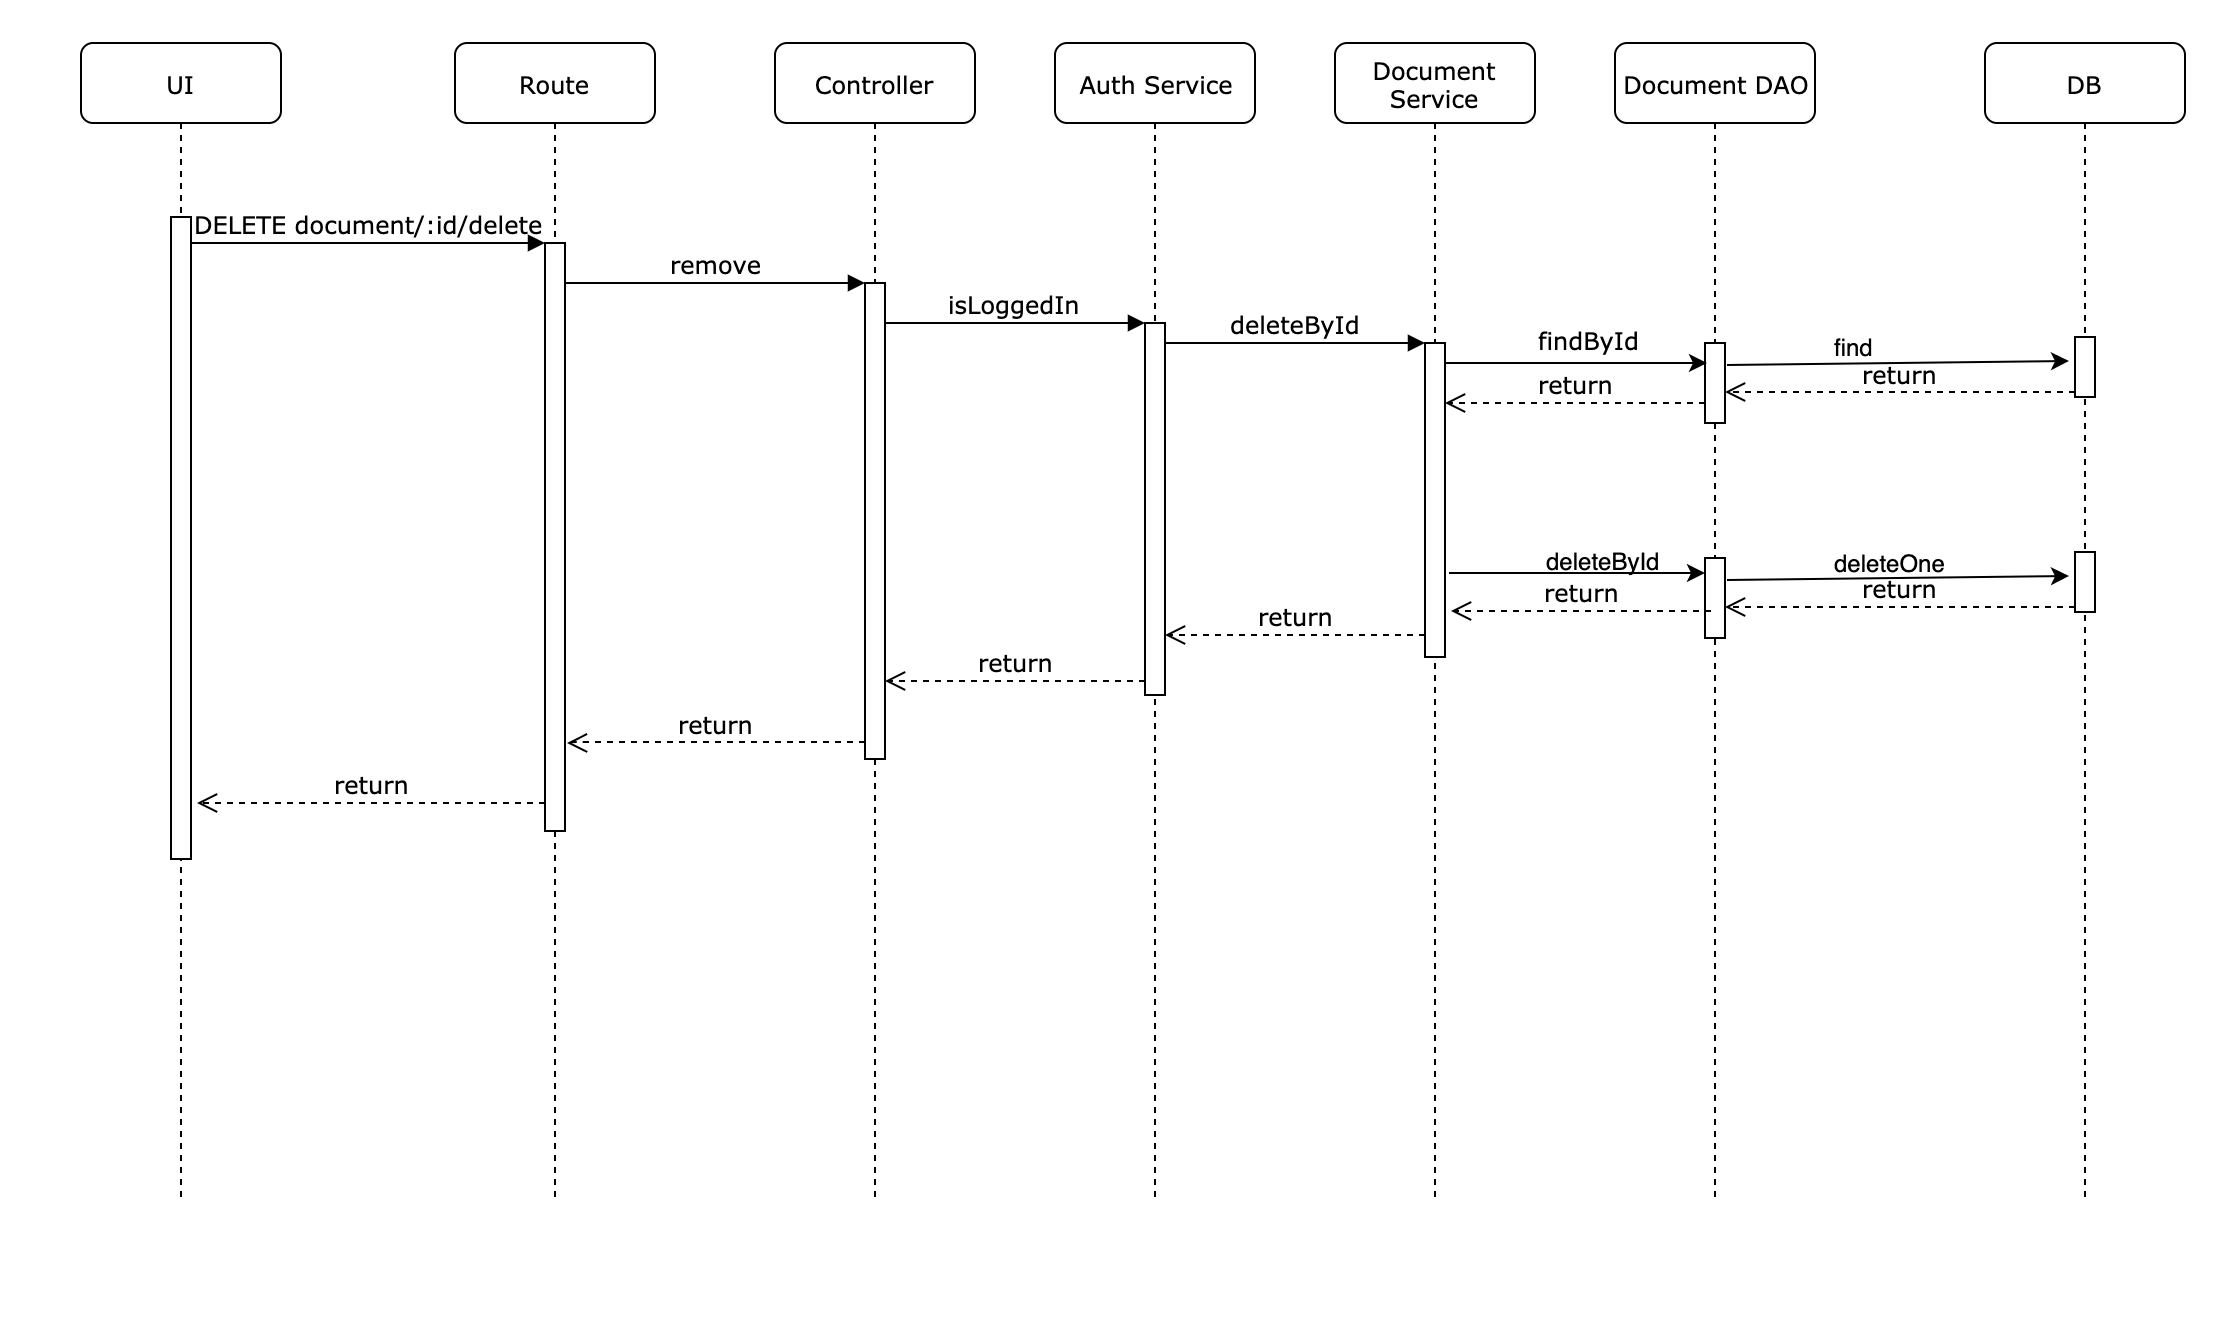 UI
Route
Controller
Auth Service
Document
Service
Document DAO
DB
DELETE document/:id/delete
remove
isLoggedIn
deleteById
findById
find
return
return
deleteById
deleteOne
return
return
return
return
return
return